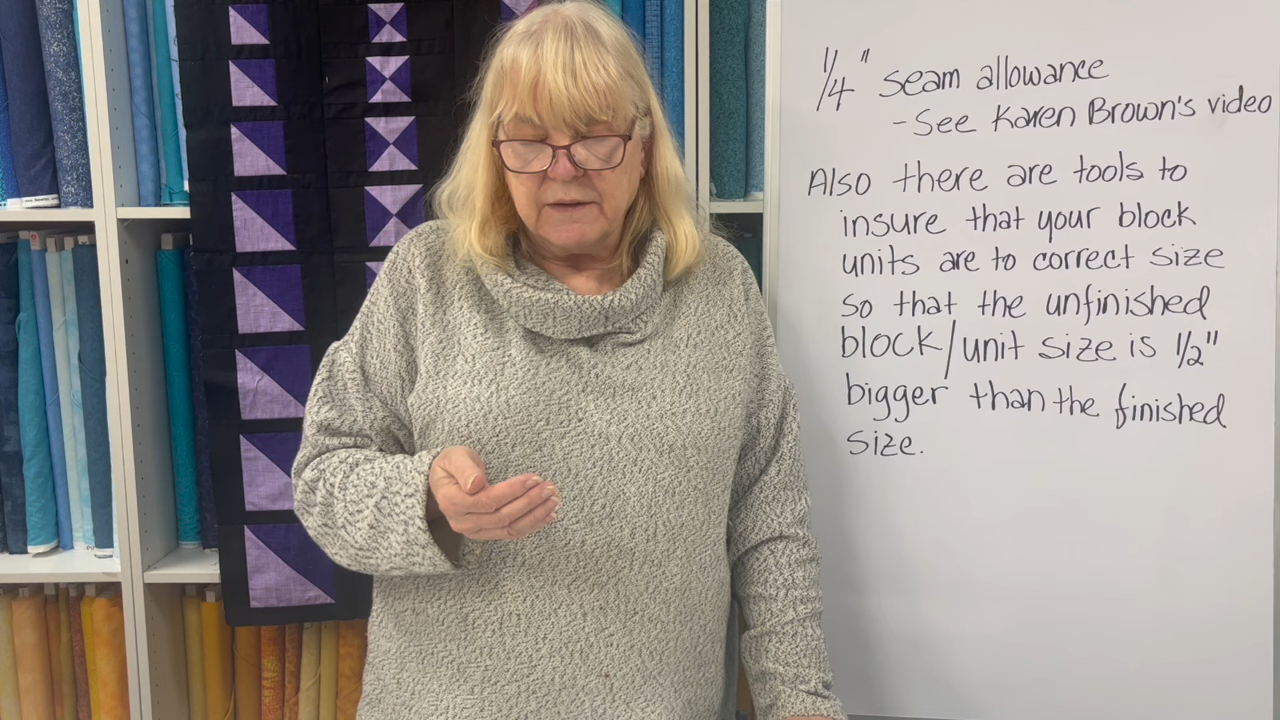 1/4" seam allowance
- See Karen Brown's video
Also there are tools to
insure that your block
units are to correct size
so that the unfinished
block/unit size is 1/2"
bigger than the finished
size.